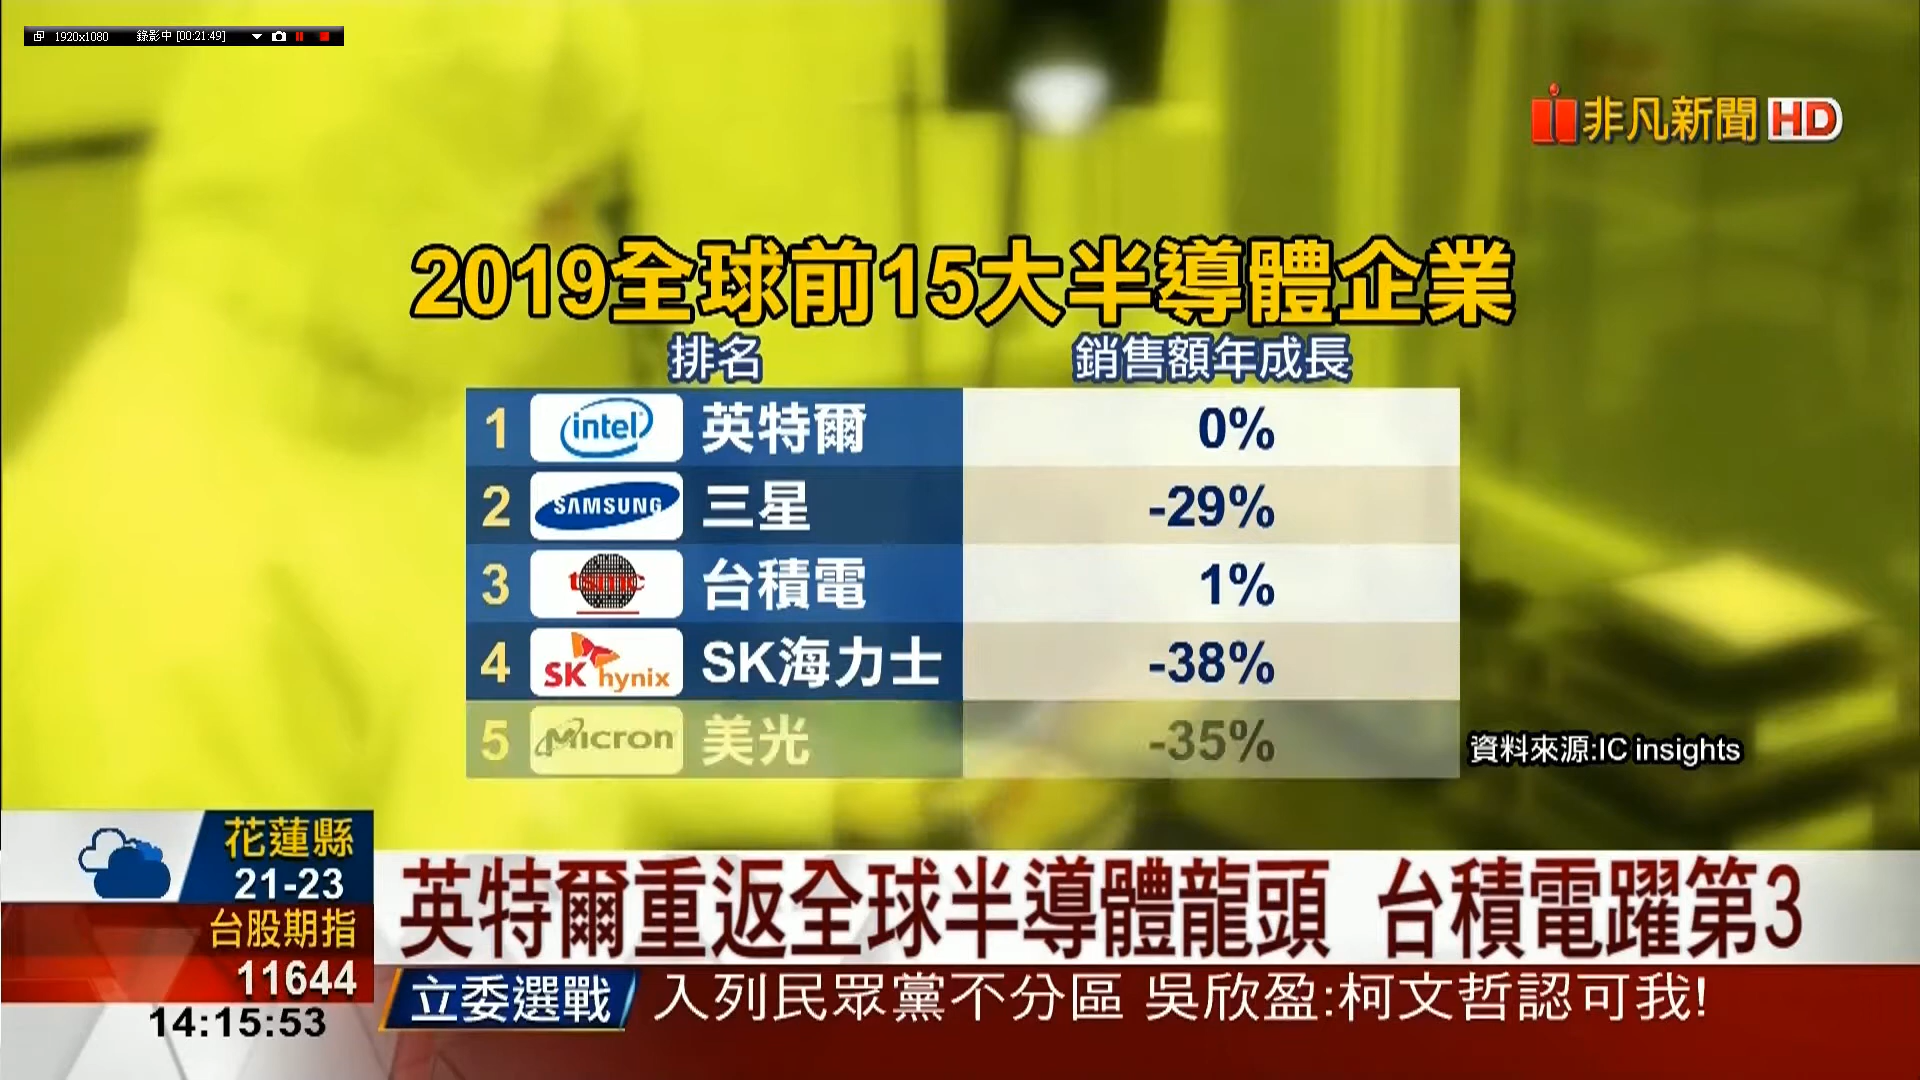 1920x1080 錄影中 [00:21:49]
非凡新聞 HD
2019全球前15大半導體企業
排名 銷售額年成長
1 intel 英特爾 0%
2 SAMSUNG 三星 -29%
3 tsmc 台積電 1%
4 SK hynix SK海力士 -38%
5 Micron 美光 -35%
資料來源:IC insights
花蓮縣
21-23
台股期指
11644
14:15:53
英特爾重返全球半導體龍頭 台積電躍第3
立委選戰 入列民眾黨不分區 吳欣盈:柯文哲認可我!